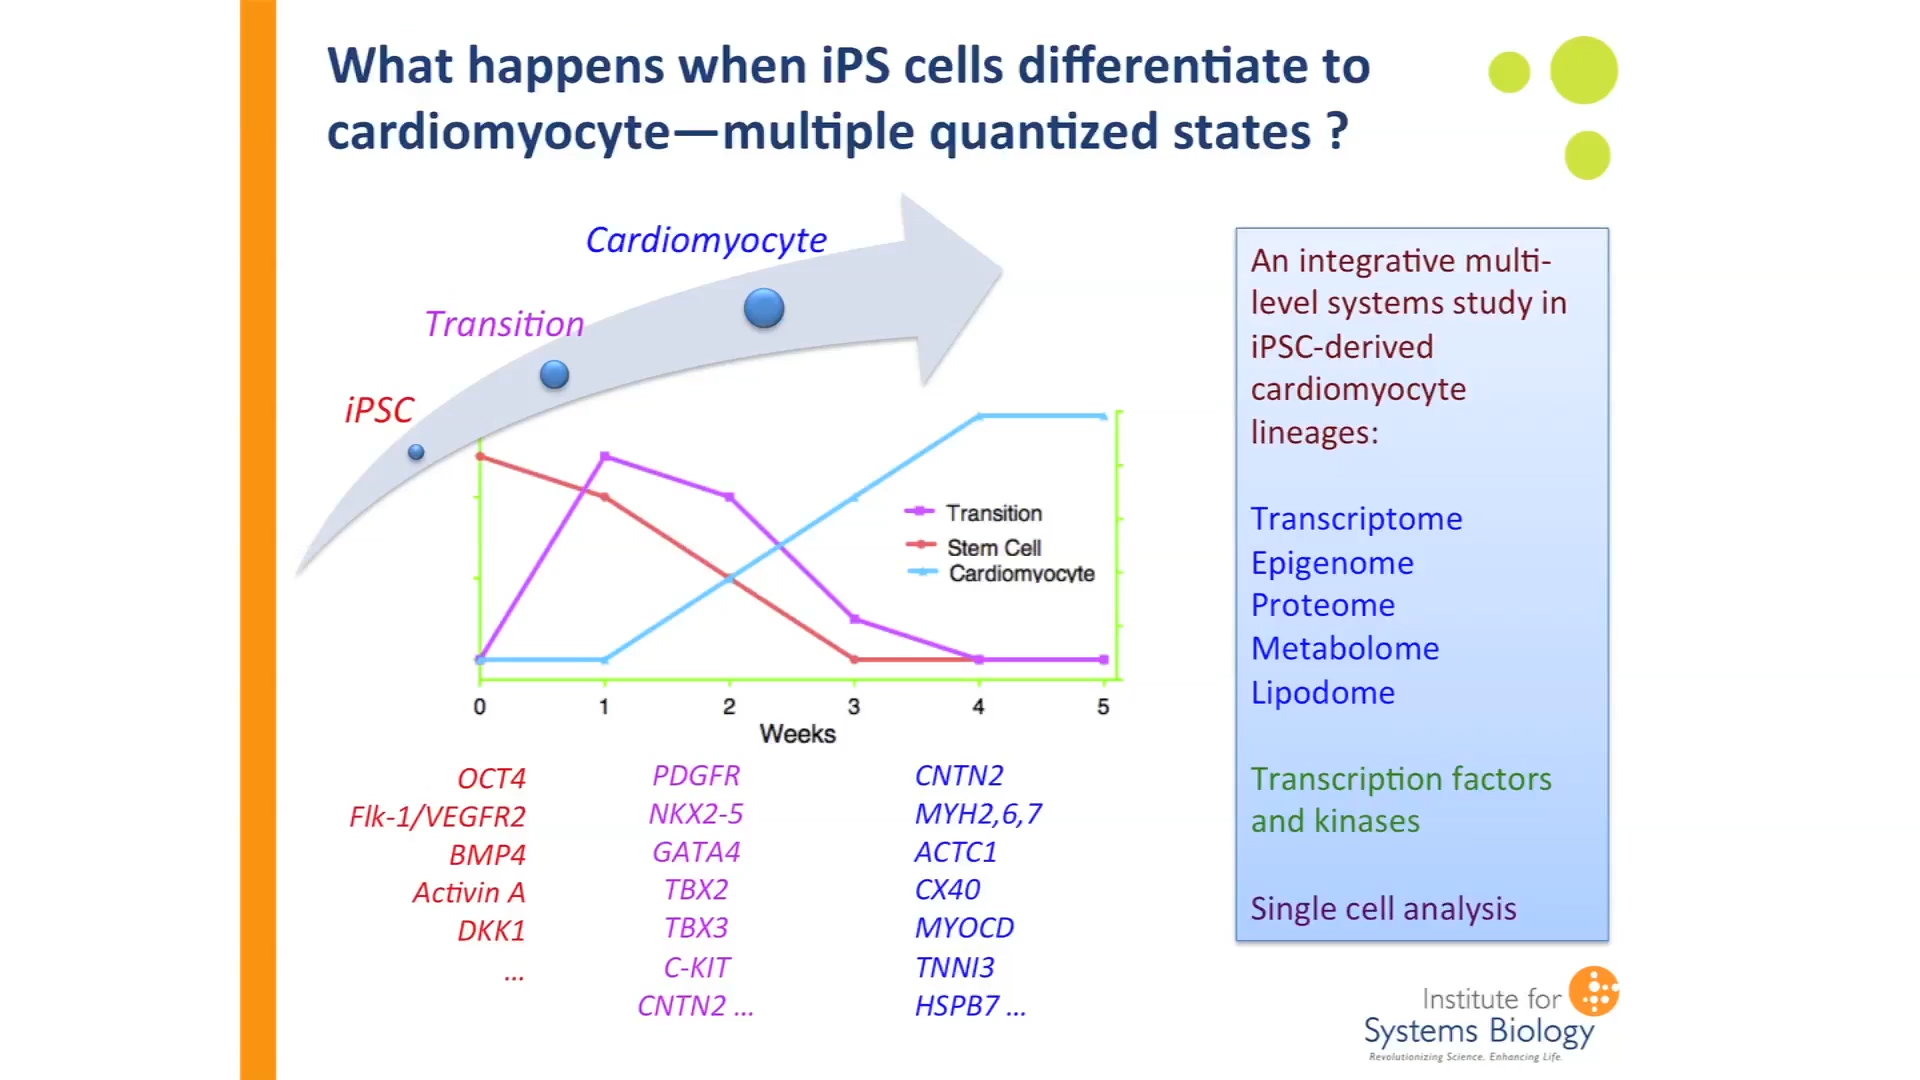 What happens when iPS cells differentiate to
cardiomyocyte—multiple quantized states ?
Cardiomyocyte
Transition
iPSC
Transition
Stem Cell
Cardiomyocyte
0 1 2 3 4 5
Weeks
OCT4
Flk-1/VEGFR2
BMP4
Activin A
DKK1
...
PDGFR
NKX2-5
GATA4
TBX2
TBX3
C-KIT
CNTN2 ...
CNTN2
MYH2,6,7
ACTC1
CX40
MYOCD
TNNI3
HSPB7 ...
An integrative multi-
level systems study in
iPSC-derived
cardiomyocyte
lineages:
Transcriptome
Epigenome
Proteome
Metabolome
Lipodome
Transcription factors
and kinases
Single cell analysis
Institute for
Systems Biology
Revolutionizing Science. Enhancing Life.